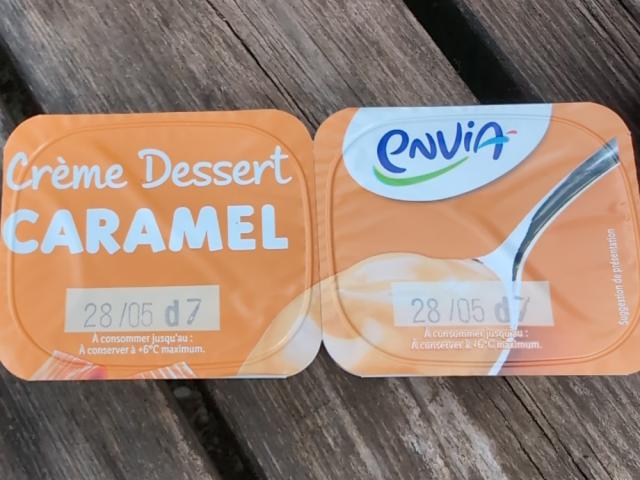 Crème Dessert
CARAMEL
28/05 d7
À consommer jusqu'au :
À conserver à +6°C maximum.
envia
28/05 d7
À consommer jusqu'au :
À conserver à +6°C maximum.
Suggestion de présentation